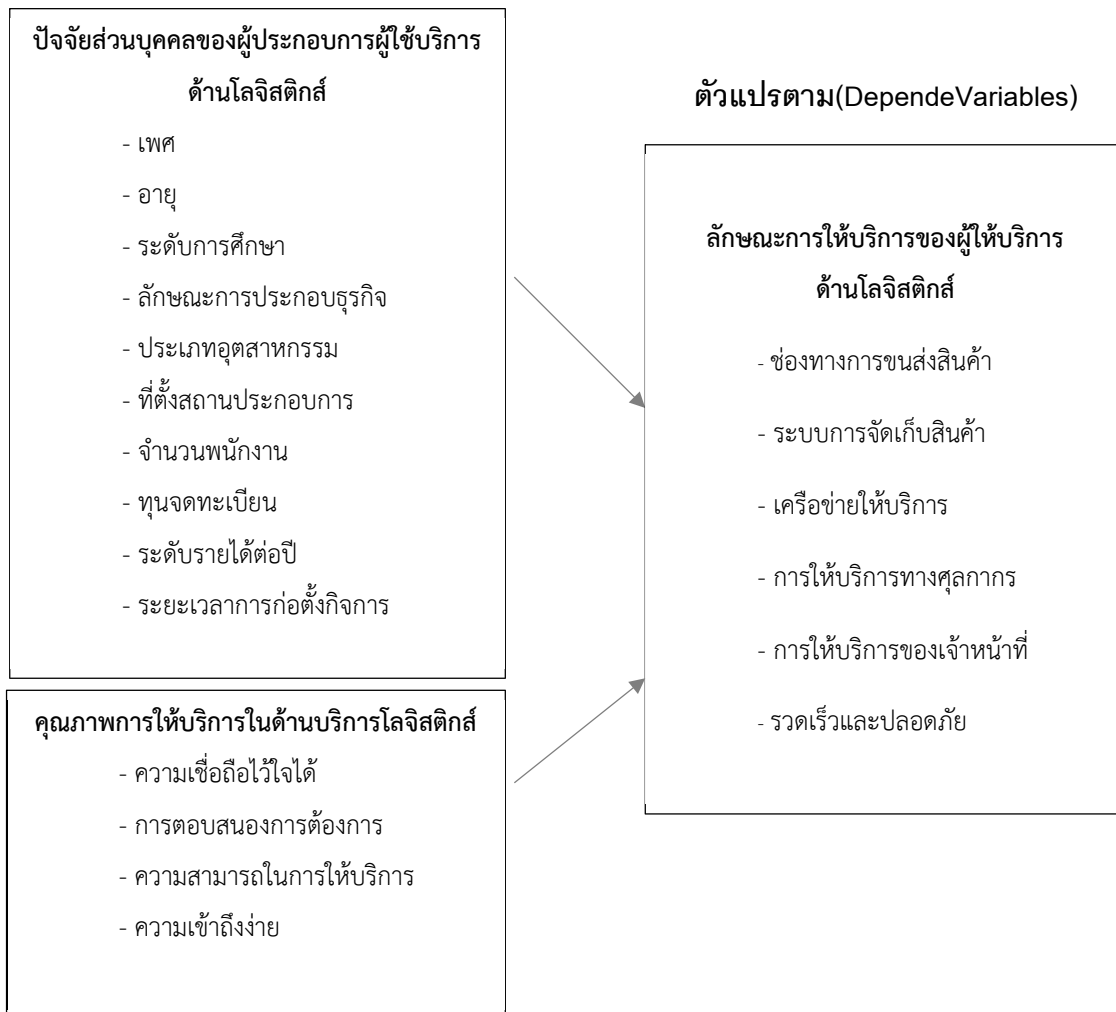 ปัจจัยส่วนบุคคลของผู้ประกอบการผู้ใช้บริการ
ด้านโลจิสติกส์
- เพศ
- อายุ
- ระดับการศึกษา
- ลักษณะการประกอบธุรกิจ
- ประเภทอุตสาหกรรม
- ที่ตั้งสถานประกอบการ
- จำนวนพนักงาน
- ทุนจดทะเบียน
- ระดับรายได้ต่อปี
- ระยะเวลาการก่อตั้งกิจการ
คุณภาพการให้บริการในด้านบริการโลจิสติกส์
- ความเชื่อถือไว้ใจได้
- การตอบสนองการต้องการ
- ความสามารถในการให้บริการ
- ความเข้าถึงง่าย
ตัวแปรตาม(DependeVariables)
ลักษณะการให้บริการของผู้ให้บริการ
ด้านโลจิสติกส์
- ช่องทางการขนส่งสินค้า
- ระบบการจัดเก็บสินค้า
- เครือข่ายให้บริการ
- การให้บริการทางศุลกากร
- การให้บริการของเจ้าหน้าที่
- รวดเร็วและปลอดภัย